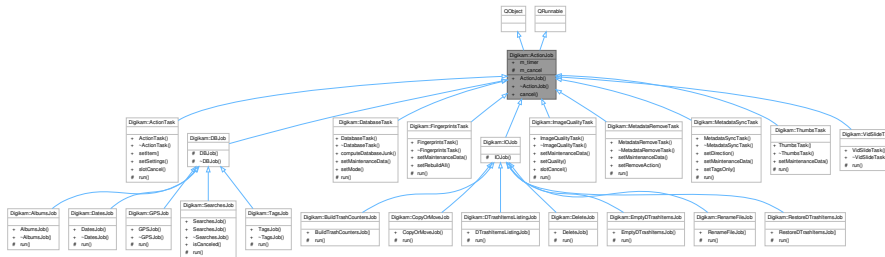 QObject
QRunnable
Digikam::ActionJob
+ m_timer
# m_cancel
+ ActionJob()
+ ~ActionJob()
+ cancel()
Digikam::ActionTask
+ ActionTask()
+ ~ActionTask()
+ setItem()
+ setSettings()
+ slotCancel()
# run()
Digikam::DBJob
# DBJob()
# ~DBJob()
Digikam::DatabaseTask
+ DatabaseTask()
+ ~DatabaseTask()
+ computeDatabaseJunk()
+ setMaintenanceData()
+ setMode()
# run()
Digikam::FingerprintsTask
+ FingerprintsTask()
+ ~FingerprintsTask()
+ setMaintenanceData()
+ setRebuildAll()
# run()
Digikam::IOJob
# IOJob()
Digikam::ImageQualityTask
+ ImageQualityTask()
+ ~ImageQualityTask()
+ setMaintenanceData()
+ setQuality()
+ slotCancel()
# run()
Digikam::MetadataRemoveTask
+ MetadataRemoveTask()
+ ~MetadataRemoveTask()
+ setMaintenanceData()
+ setRemoveAction()
# run()
Digikam::MetadataSyncTask
+ MetadataSyncTask()
+ ~MetadataSyncTask()
+ setDirection()
+ setMaintenanceData()
+ setTagsOnly()
# run()
Digikam::ThumbsTask
+ ThumbsTask()
+ ~ThumbsTask()
+ setMaintenanceData()
# run()
Digikam::VidSlideTask
+ VidSlideTask()
+ ~VidSlideTask()
# run()
Digikam::AlbumsJob
+ AlbumsJob()
+ ~AlbumsJob()
# run()
Digikam::DatesJob
+ DatesJob()
+ ~DatesJob()
# run()
Digikam::GPSJob
+ GPSJob()
+ ~GPSJob()
# run()
Digikam::SearchesJob
+ SearchesJob()
+ SearchesJob()
+ ~SearchesJob()
+ isCanceled()
# run()
Digikam::TagsJob
+ TagsJob()
+ ~TagsJob()
# run()
Digikam::BuildTrashCountersJob
+ BuildTrashCountersJob()
# run()
Digikam::CopyOrMoveJob
+ CopyOrMoveJob()
# run()
Digikam::DTrashItemsListingJob
+ DTrashItemsListingJob()
# run()
Digikam::DeleteJob
+ DeleteJob()
# run()
Digikam::EmptyDTrashItemsJob
+ EmptyDTrashItemsJob()
# run()
Digikam::RenameFileJob
+ RenameFileJob()
# run()
Digikam::RestoreDTrashItemsJob
+ RestoreDTrashItemsJob()
# run()